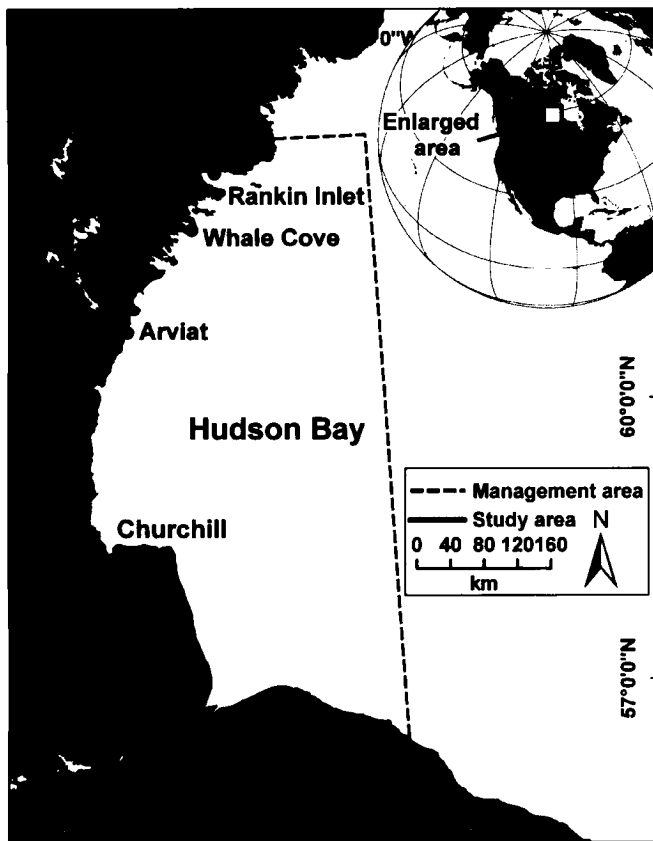 0"W
Enlarged
area
Rankin Inlet
Whale Cove
Arviat
60°0'0"N
Hudson Bay
Management area
Study area N
0 40 80 120160
km
Churchill
57°0'0"N